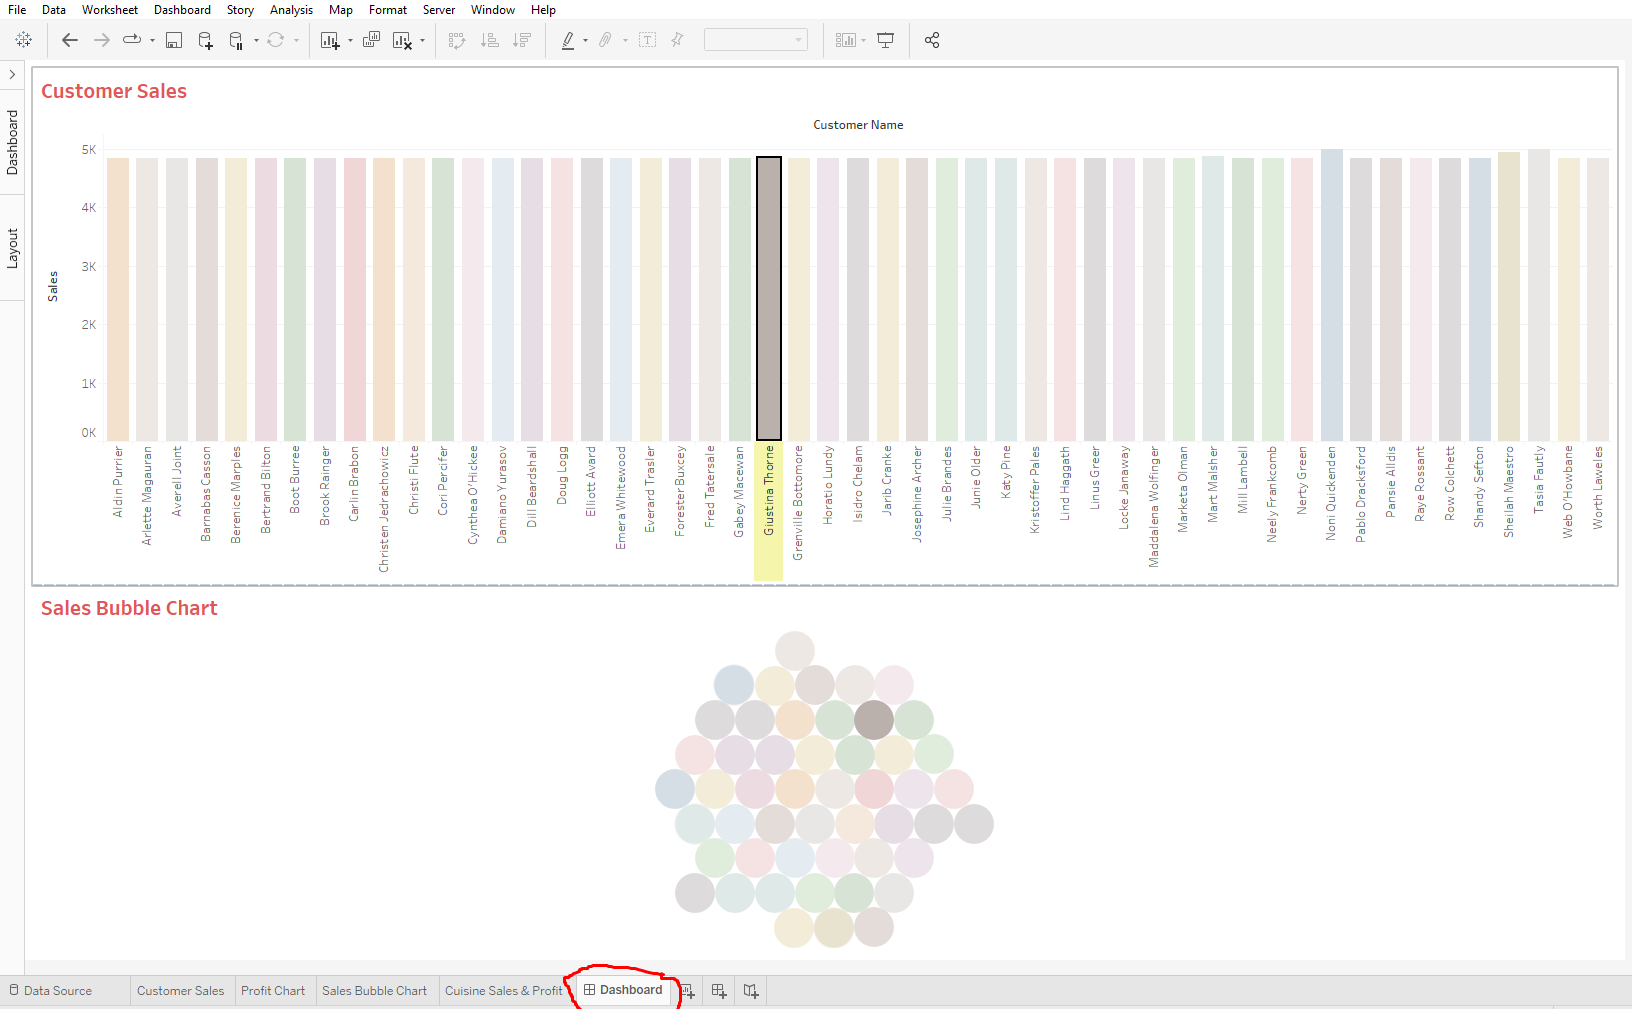 File Data Worksheet Dashboard Story Analysis Map Format Server Window Help
Dashboard
Layout
Customer Sales
Customer Name
Sales
5K
4K
3K
2K
1K
0K
Aldin Purrier
Arlette Magauran
Averell Joint
Barnabas Casson
Berenice Marples
Bertrand Bilton
Boot Burree
Brook Rainger
Carlin Brabon
Christen Jedrachowicz
Christi Flute
Cori Percifer
Cynthea O'Hickee
Damiano Yurasov
Dill Beardshall
Doug Logg
Elliott Avard
Emera Whitewood
Everard Trasler
Forester Buxcey
Fred Tatersale
Gabey Macewan
Giustina Thorne
Grenville Bottomore
Horatio Lundy
Isidro Chelam
Jarib Cranke
Josephine Archer
Julie Brandes
Junie Older
Katy Pine
Kristoffer Pales
Lind Haggath
Linus Greer
Locke Janaway
Maddalena Wolfinger
Marketa Olman
Mart Malsher
Mill Lambell
Neely Frankcomb
Nerty Green
Noni Quickenden
Pablo Dracksford
Pansie Alldis
Raye Rossant
Row Colchett
Shandy Sefton
Sheilah Maestro
Tasia Fautly
Web O'Howbane
Worth Laweles
Sales Bubble Chart
Data Source Customer Sales Profit Chart Sales Bubble Chart Cuisine Sales & Profit Dashboard